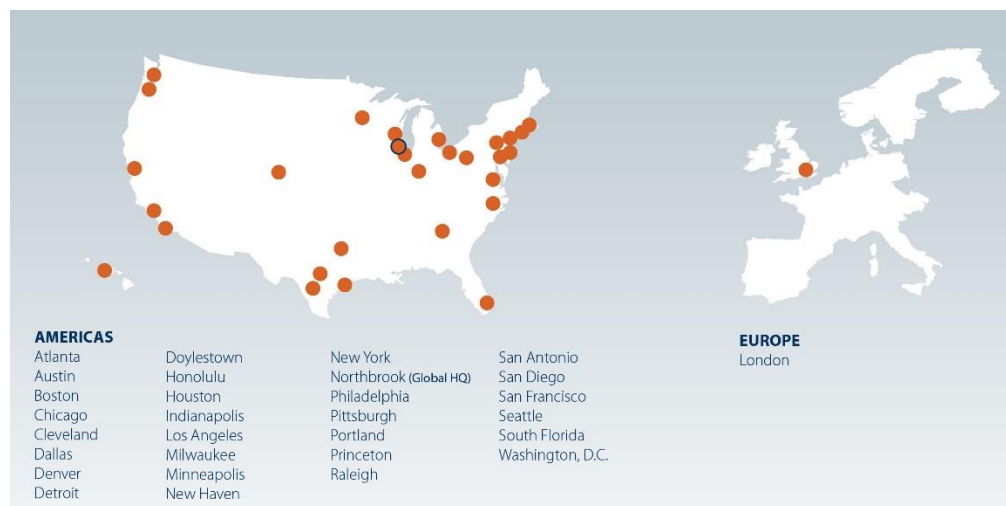 AMERICAS
Atlanta
Austin
Boston
Chicago
Cleveland
Dallas
Denver
Detroit
Doylestown
Honolulu
Houston
Indianapolis
Los Angeles
Milwaukee
Minneapolis
New Haven
New York
Northbrook (Global HQ)
Philadelphia
Pittsburgh
Portland
Princeton
Raleigh
San Antonio
San Diego
San Francisco
Seattle
South Florida
Washington, D.C.
EUROPE
London